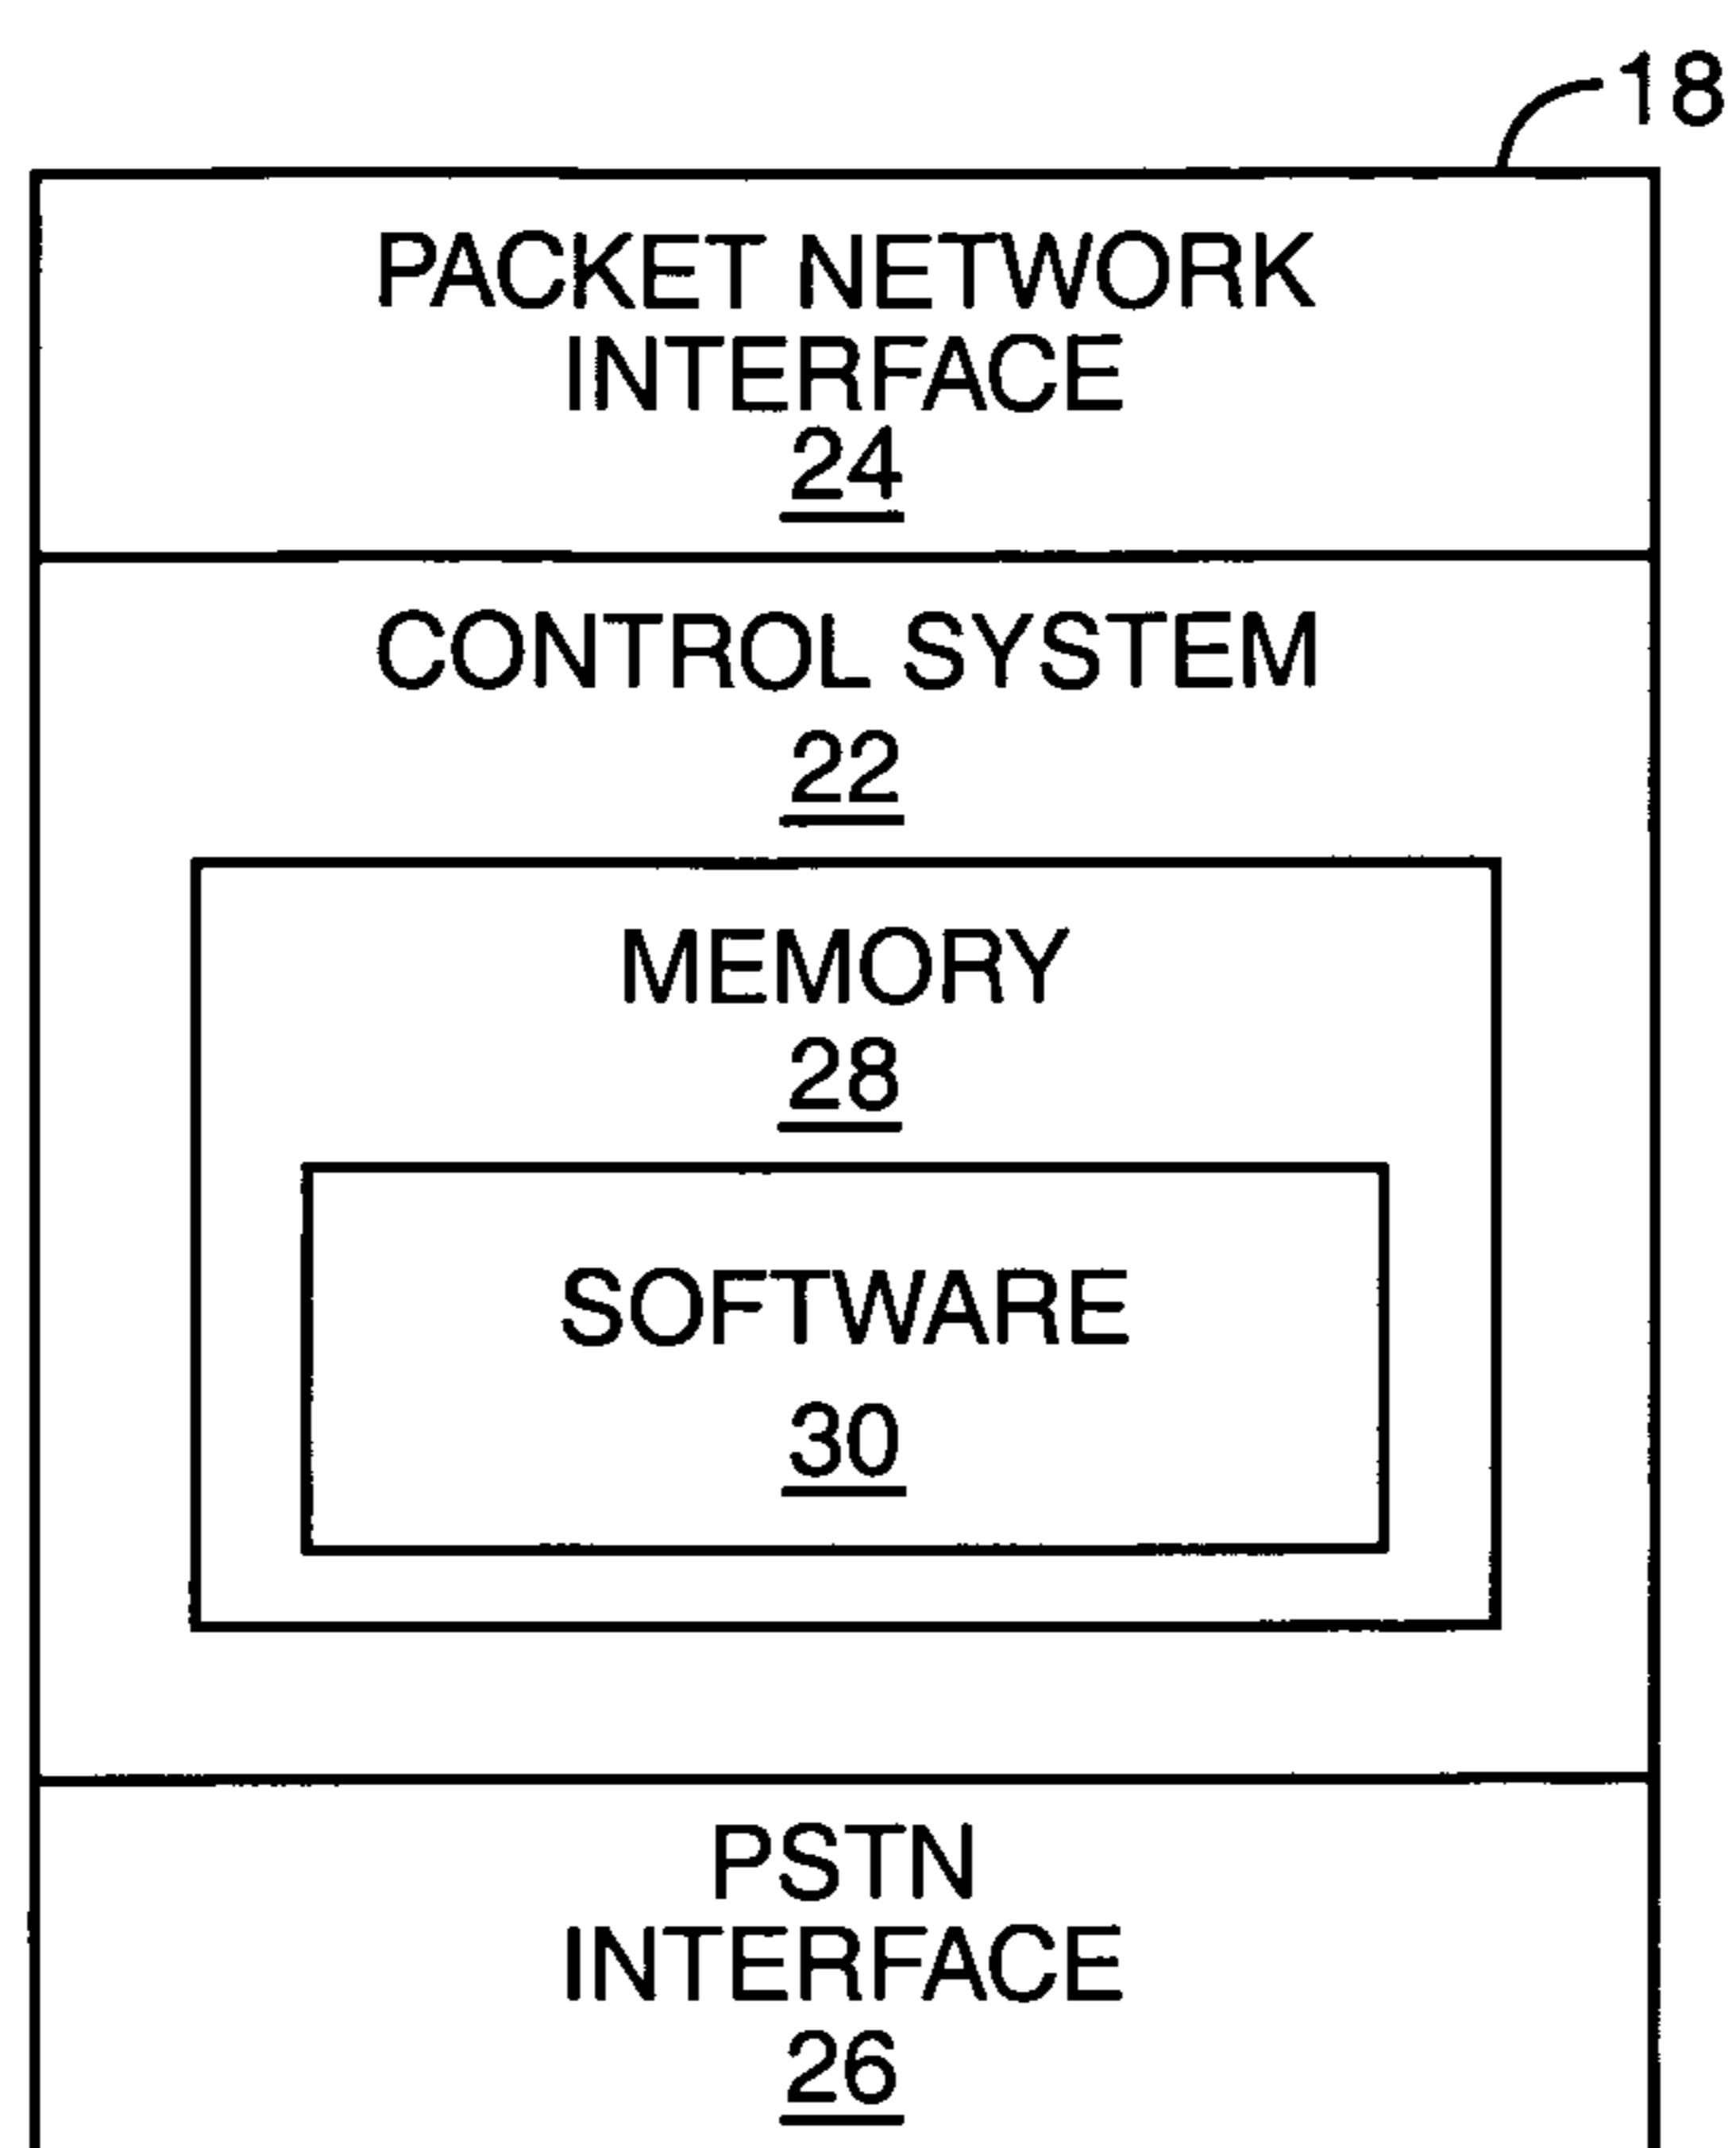 18
PACKET NETWORK
INTERFACE
24
CONTROL SYSTEM
22
MEMORY
28
SOFTWARE
30
PSTN
INTERFACE
26